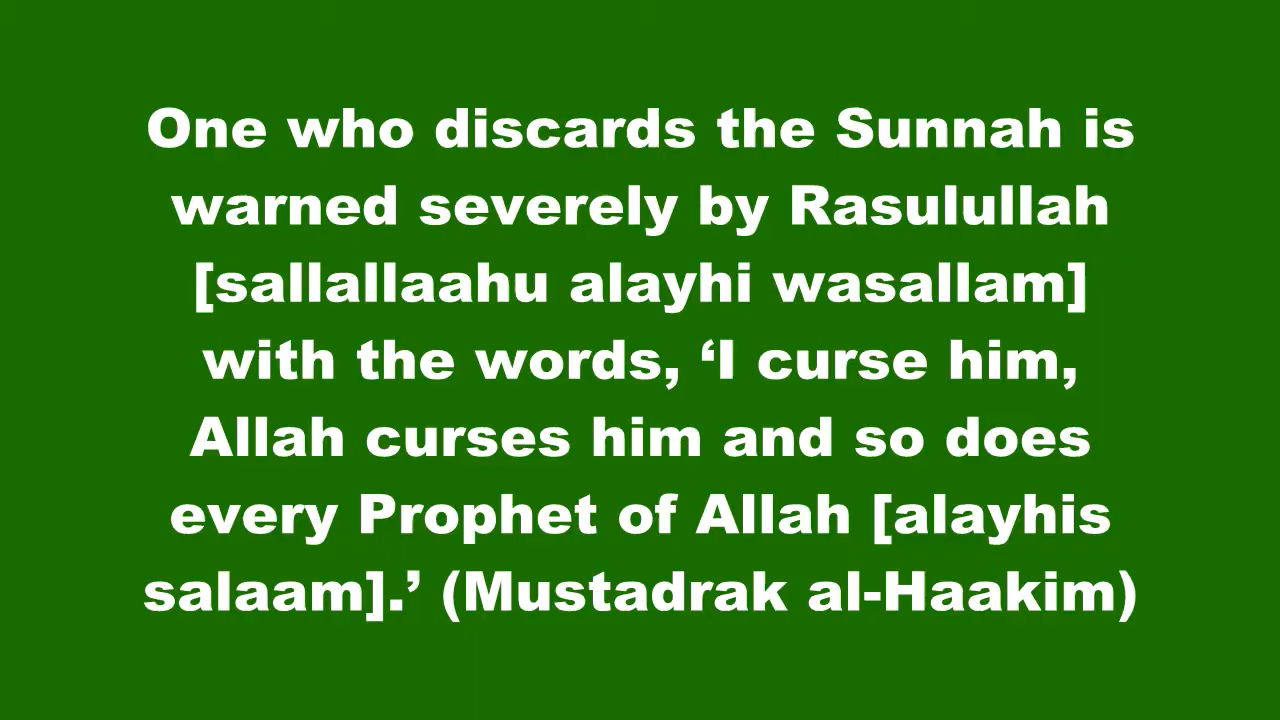 One who discards the Sunnah is
warned severely by Rasulullah
[sallallaahu alayhi wasallam]
with the words, ‘I curse him,
Allah curses him and so does
every Prophet of Allah [alayhis
salaam].’ (Mustadrak al-Haakim)